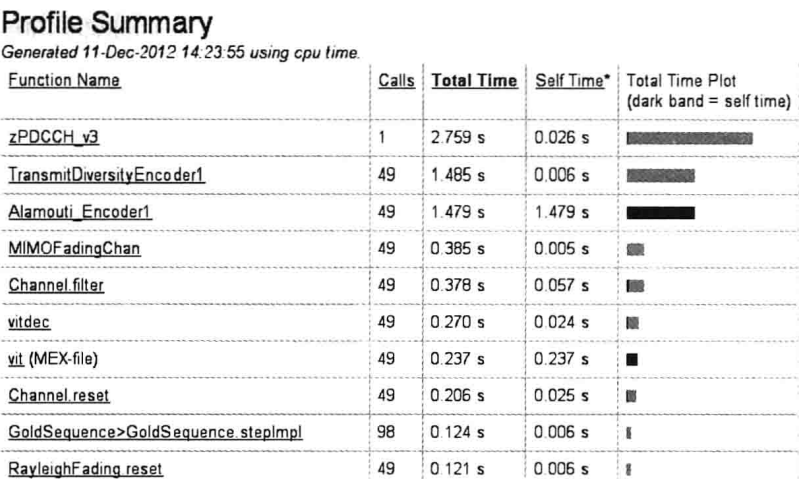 Profile Summary
Generated 11-Dec-2012 14:23:55 using cpu time.
Function Name Calls Total Time Self Time* Total Time Plot
(dark band = self time)
zPDCCH_v3 1 2.759 s 0.026 s
TransmitDiversityEncoder1 49 1.485 s 0.006 s
Alamouti_Encoder1 49 1.479 s 1.479 s
MIMOFadingChan 49 0.385 s 0.005 s
Channel.filter 49 0.378 s 0.057 s
vitdec 49 0.270 s 0.024 s
vit (MEX-file) 49 0.237 s 0.237 s
Channel.reset 49 0.206 s 0.025 s
GoldSequence>GoldSequence.stepImpl 98 0.124 s 0.006 s
RayleighFading.reset 49 0.121 s 0.006 s